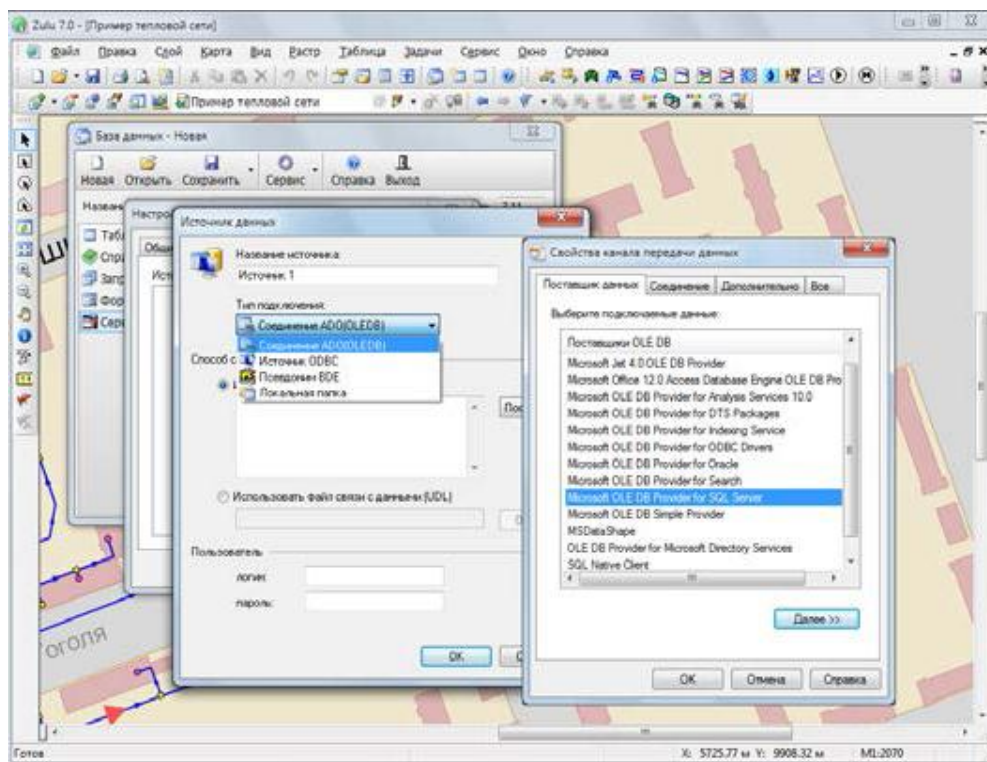 Zulu 7.0 - [Пример тепловой сети]
Файл Правка Слой Карта Вид Растр Таблица Задачи Сервис Окно Справка
Пример тепловой сети
База данных - Новая
Новая Открыть Сохранить Сервис Справка Выход
Источник данных
Название источника:
Источник 1
Тип подключения:
Соединение ADO(OLEDB)
Соединение ADO(OLEDB)
Источник ODBC
Псевдоним BDE
Локальная папка
Способ с
Использовать файл связи с данными (UDL)
Пользователь
логин:
пароль:
OK
Свойства канала передачи данных
Поставщик данных Соединение Дополнительно Все
Выберите подключаемые данные:
Поставщики OLE DB
Microsoft Jet 4.0 OLE DB Provider
Microsoft Office 12.0 Access Database Engine OLE DB Pro
Microsoft OLE DB Provider for Analysis Services 10.0
Microsoft OLE DB Provider for DTS Packages
Microsoft OLE DB Provider for Indexing Service
Microsoft OLE DB Provider for ODBC Drivers
Microsoft OLE DB Provider for Oracle
Microsoft OLE DB Provider for Search
Microsoft OLE DB Provider for SQL Server
Microsoft OLE DB Simple Provider
MSDataShape
OLE DB Provider for Microsoft Directory Services
SQL Native Client
Далее >>
OK Отмена Справка
Гоголя
Готов
X: 5725.77 м Y: 9908.32 м М1:2070